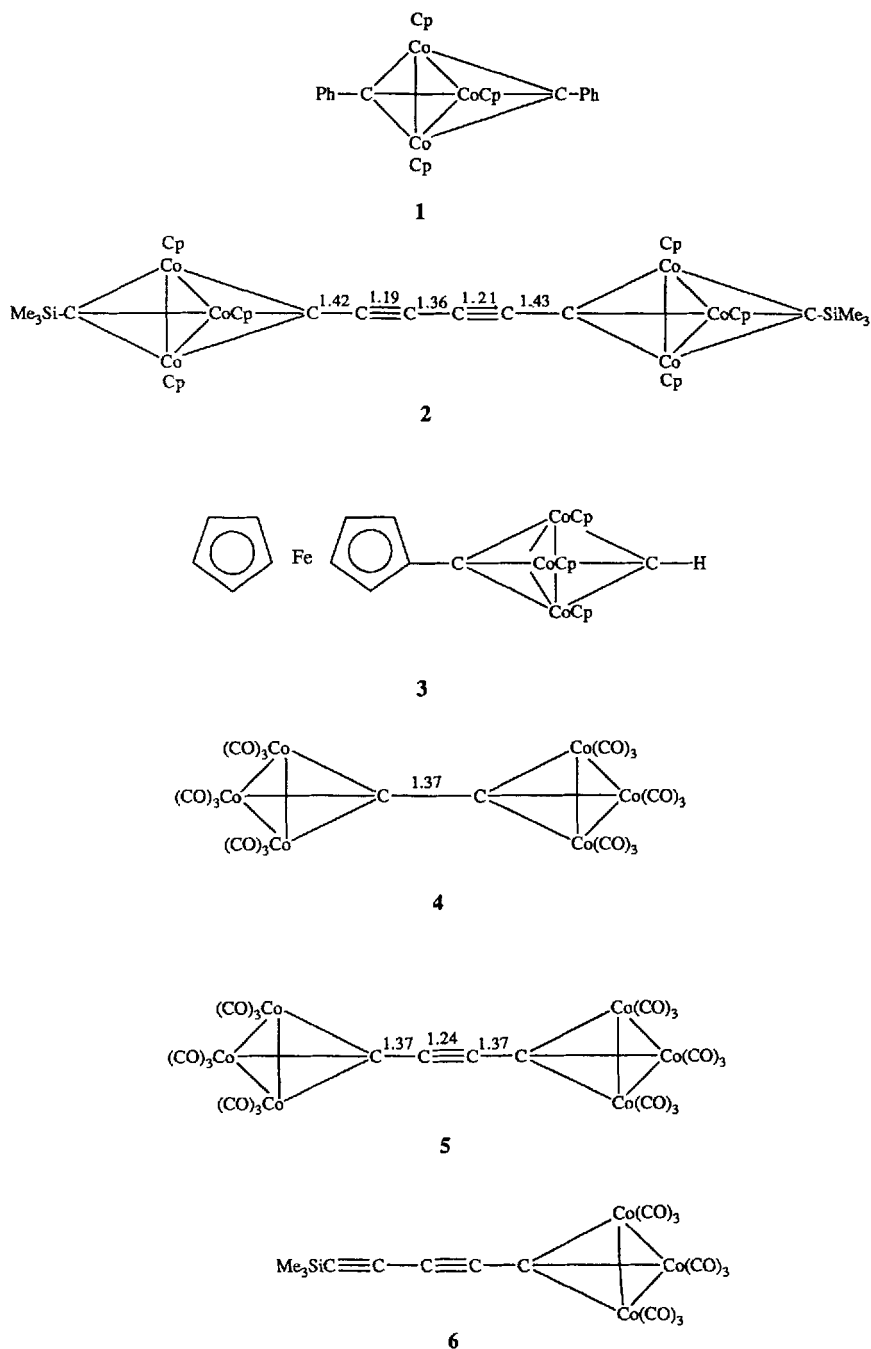 Cp
Co
Ph C CoCp C-Ph
Co
Cp
1
Cp Cp
Co Co
Me3Si-C CoCp C 1.42 C 1.19 C 1.36 C 1.21 C 1.43 C CoCp C-SiMe3
Co Co
Cp Cp
2
CoCp
Fe C CoCp C H
CoCp
3
(CO)3Co Co(CO)3
(CO)3Co C 1.37 C Co(CO)3
(CO)3Co Co(CO)3
4
(CO)3Co Co(CO)3
(CO)3Co C 1.37 C 1.24 C 1.37 C Co(CO)3
(CO)3Co Co(CO)3
5
Co(CO)3
Me3SiC C C C C Co(CO)3
Co(CO)3
6